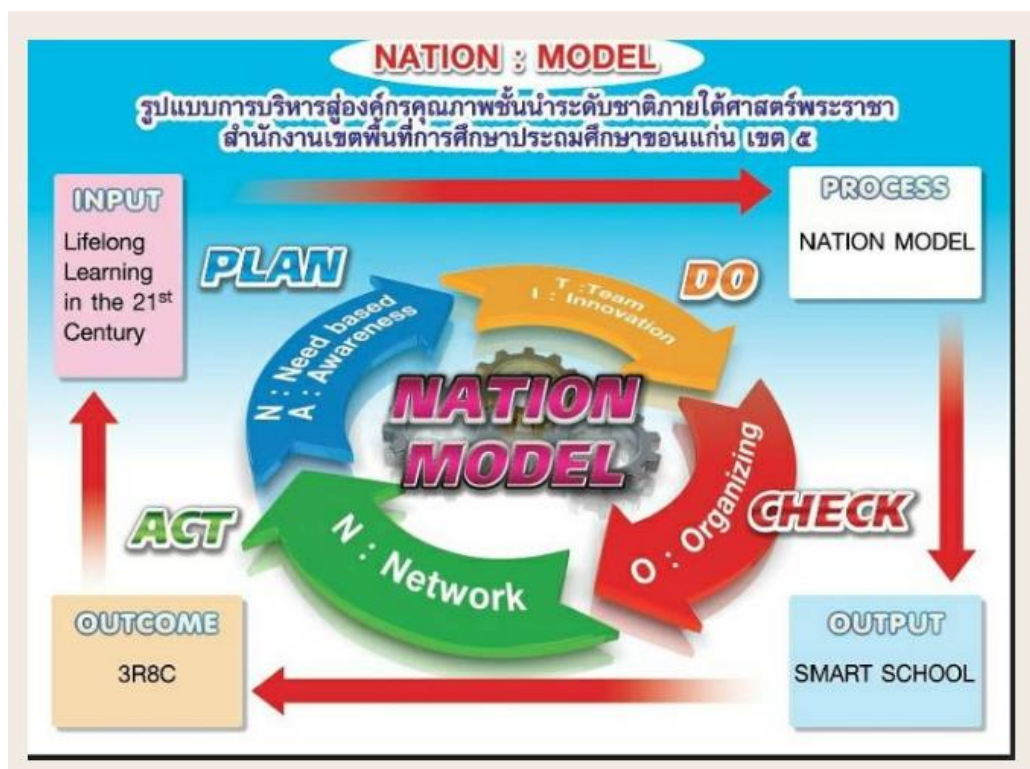 NATION : MODEL
รูปแบบการบริหารสู่องค์กรคุณภาพชั้นนำระดับชาติภายใต้ศาสตร์พระราชา
สำนักงานเขตพื้นที่การศึกษาประถมศึกษาขอนแก่น เขต ๕
INPUT
Lifelong
Learning
in the 21st
Century
PROCESS
NATION MODEL
PLAN
DO
N : Need based
A : Awareness
T :Team
I : Innovation
NATION
MODEL
O : Organizing
CHECK
ACT
N : Network
OUTCOME
3R8C
OUTPUT
SMART SCHOOL